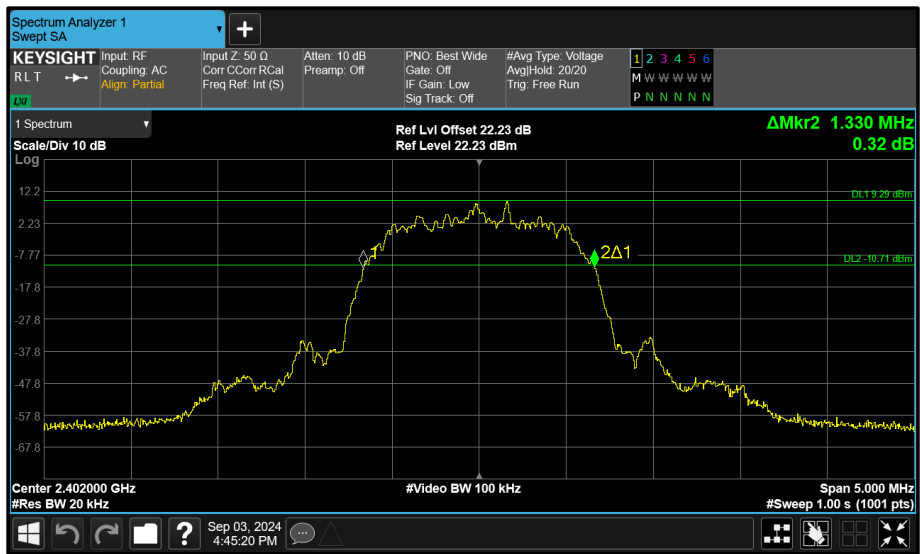 Spectrum Analyzer 1
Swept SA
KEYSIGHT
R L T
LXI
Input: RF
Coupling: AC
Align: Partial
Input Z: 50 Ω
Corr CCorr RCal
Freq Ref: Int (S)
Atten: 10 dB
Preamp: Off
PNO: Best Wide
Gate: Off
IF Gain: Low
Sig Track: Off
#Avg Type: Voltage
Avg|Hold: 20/20
Trig: Free Run
1 2 3 4 5 6
M W W W W W
P N N N N N
1 Spectrum
Scale/Div 10 dB
Log
Ref Lvl Offset 22.23 dB
Ref Level 22.23 dBm
ΔMkr2 1.330 MHz
0.32 dB
12.2
2.23
-7.77
-17.8
-27.8
-37.8
-47.8
-57.8
-67.8
DL1 9.29 dBm
1
2Δ1
DL2 -10.71 dBm
Center 2.402000 GHz
#Res BW 20 kHz
#Video BW 100 kHz
Span 5.000 MHz
#Sweep 1.00 s (1001 pts)
?
Sep 03, 2024
4:45:20 PM